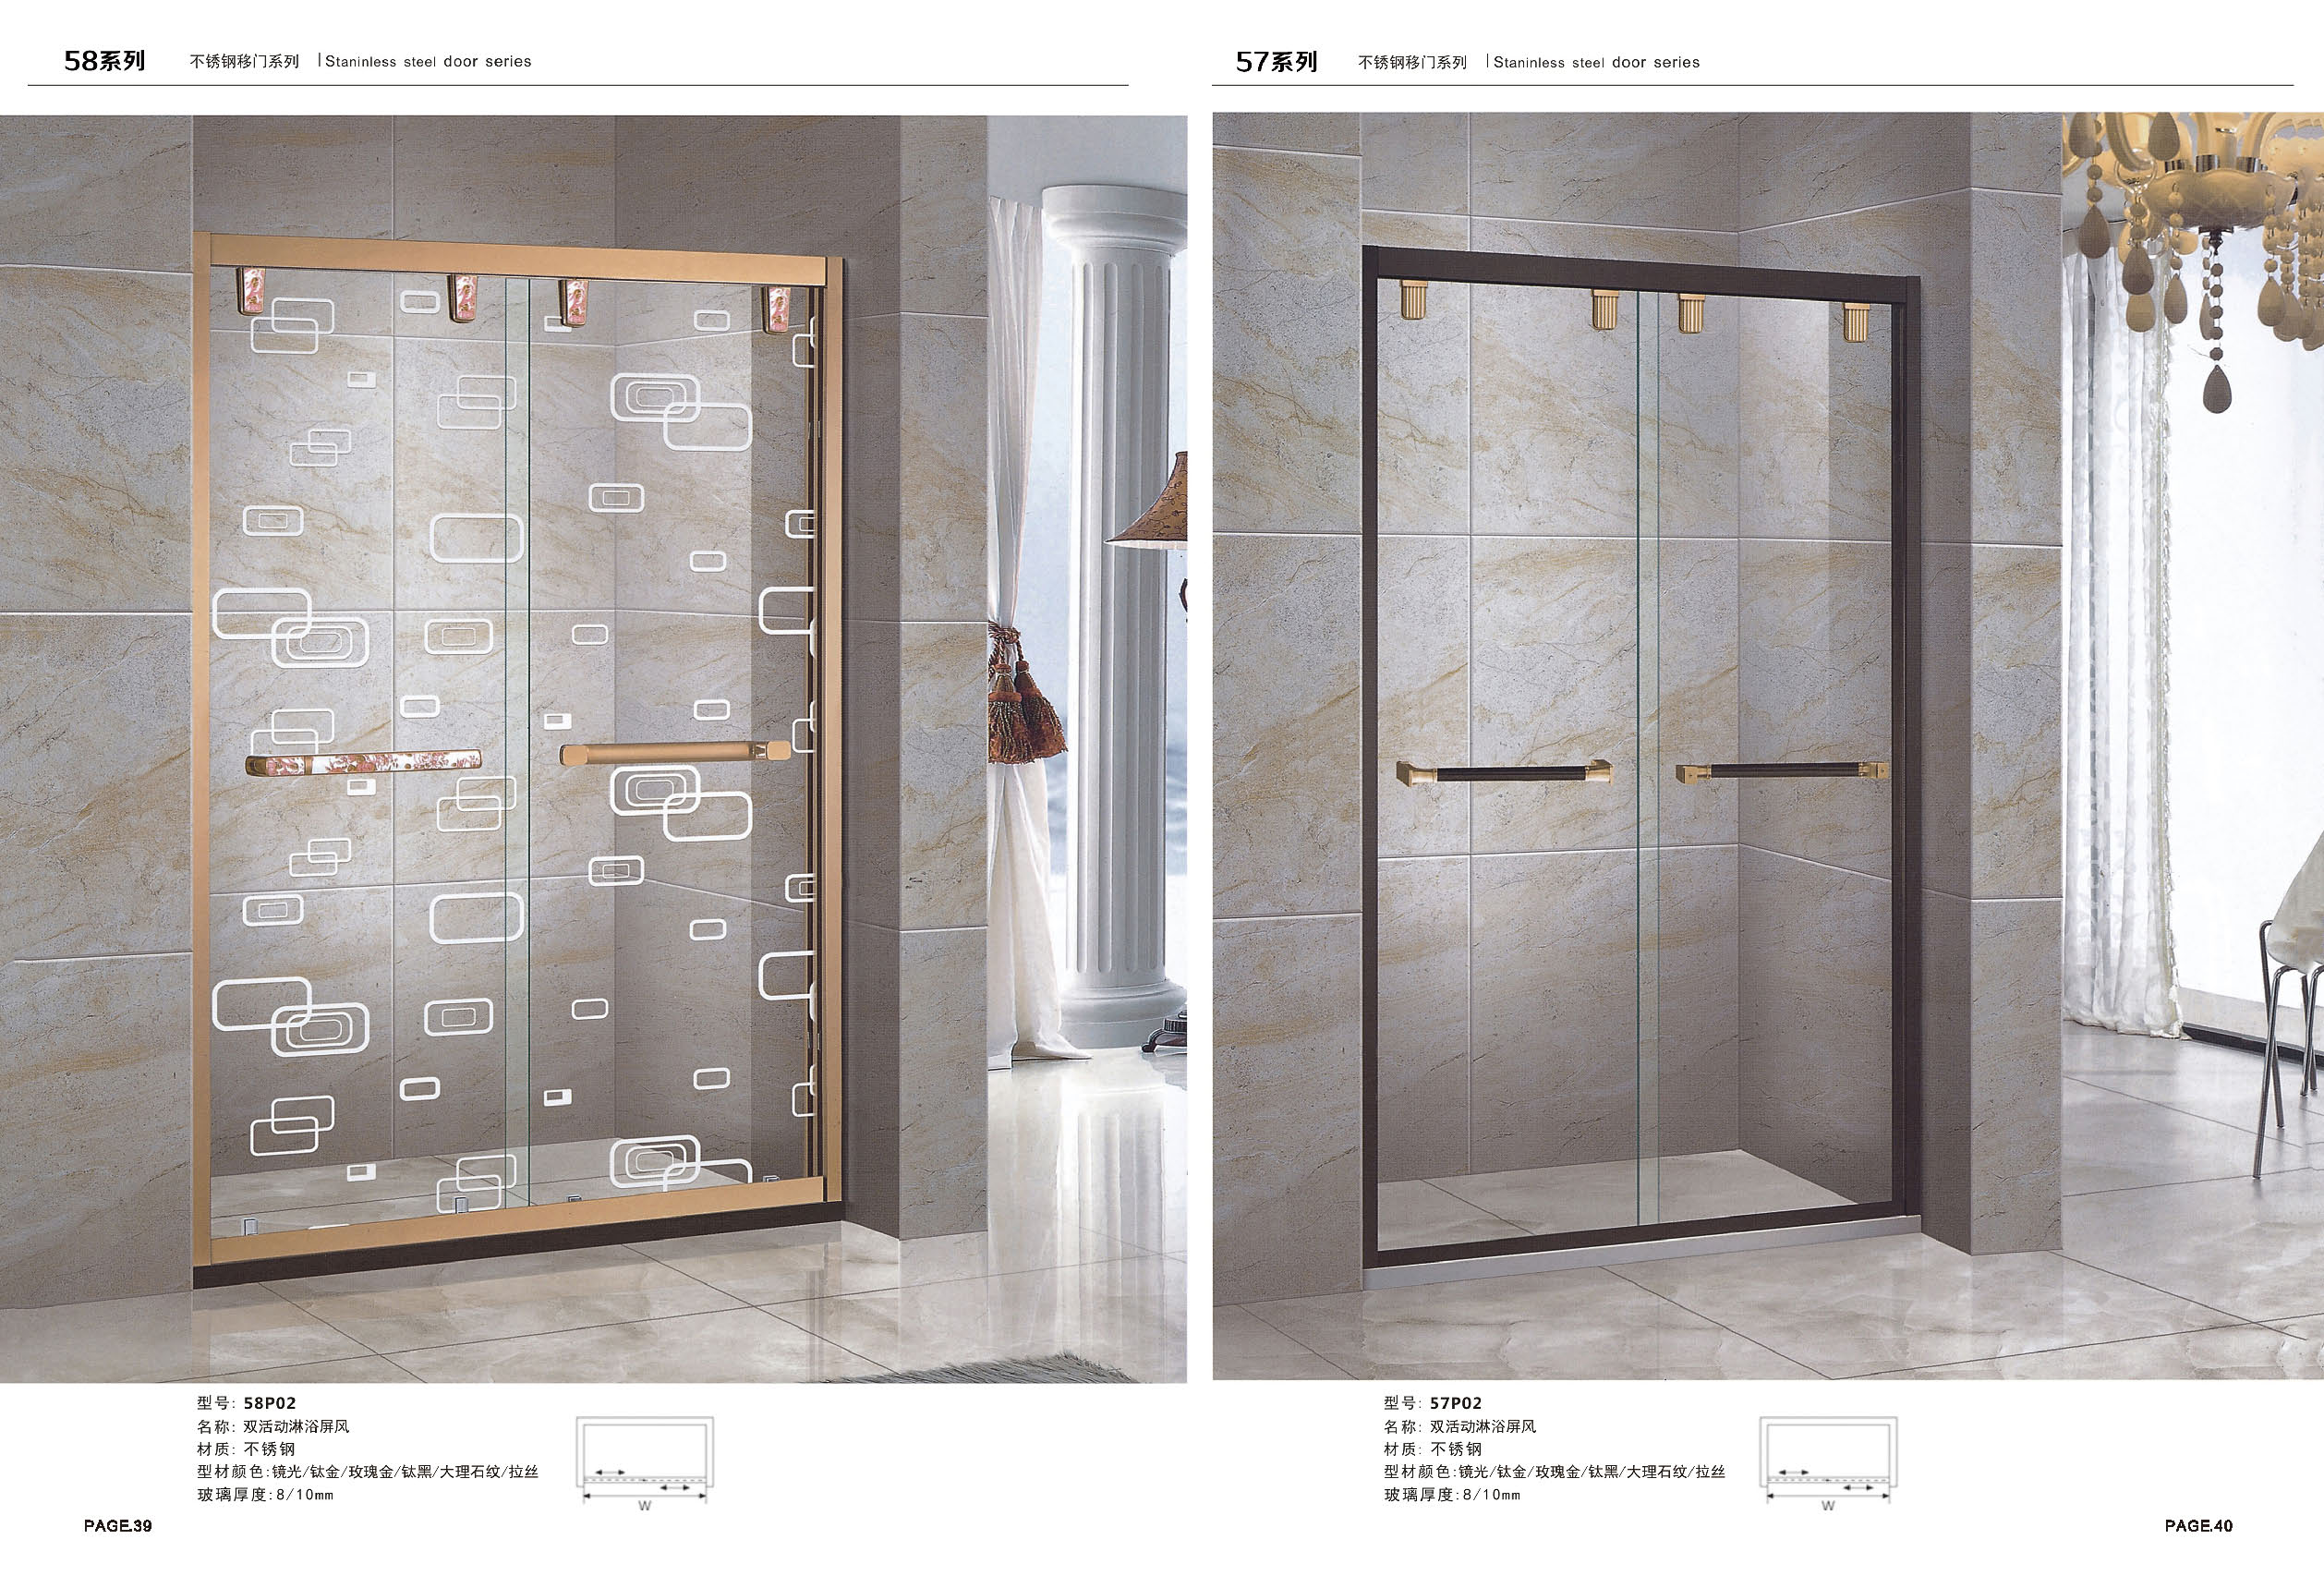 58系列 不锈钢移门系列 | Staninless steel door series
型号: 58P02
名称: 双活动淋浴屏风
材质: 不锈钢
型材颜色:镜光/钛金/玫瑰金/钛黑/大理石纹/拉丝
玻璃厚度:8/10mm
W
PAGE.39
57系列 不锈钢移门系列 | Staninless steel door series
型号: 57P02
名称: 双活动淋浴屏风
材质: 不锈钢
型材颜色:镜光/钛金/玫瑰金/钛黑/大理石纹/拉丝
玻璃厚度:8/10mm
W
PAGE.40